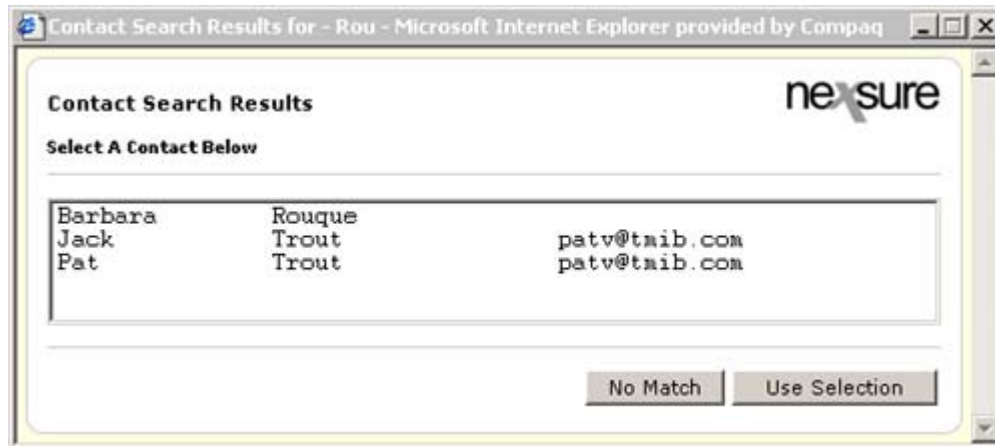 Contact Search Results for - Rou - Microsoft Internet Explorer provided by Compaq
nexsure
Contact Search Results
Select A Contact Below
Barbara Rouque
Jack Trout patv@tmib.com
Pat Trout patv@tmib.com
No Match Use Selection